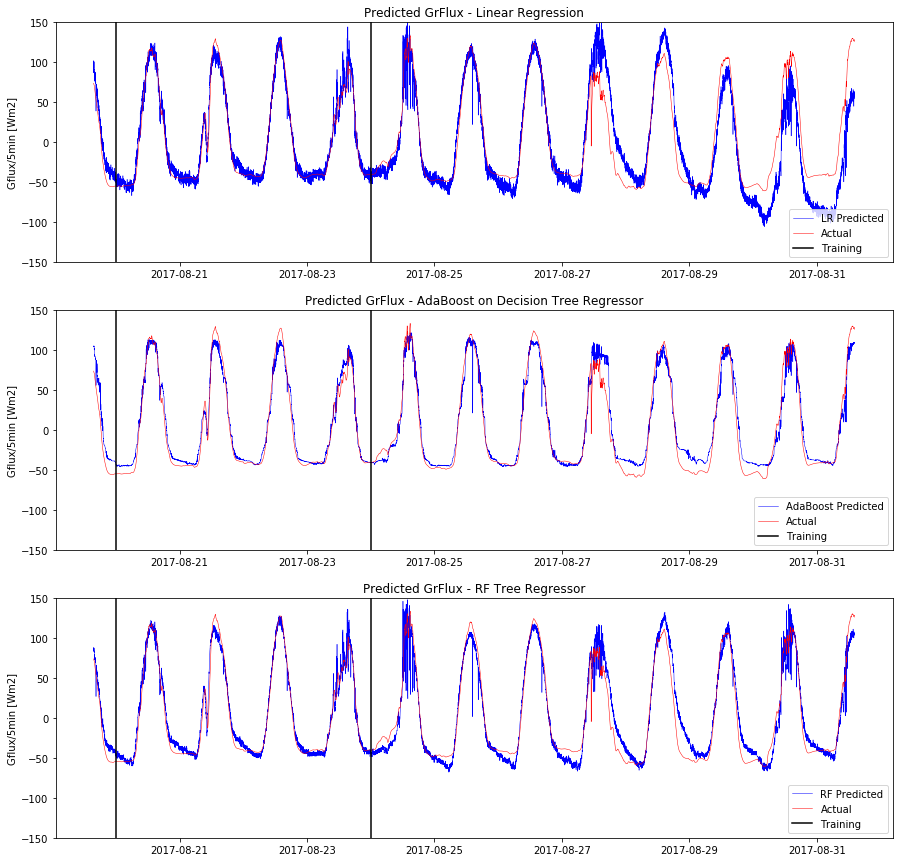 Predicted GrFlux - Linear Regression
Gflux/5min [Wm2]
150
100
50
0
−50
−100
−150
LR Predicted
Actual
Training
2017-08-21 2017-08-23 2017-08-25 2017-08-27 2017-08-29 2017-08-31
Predicted GrFlux - AdaBoost on Decision Tree Regressor
Gflux/5min [Wm2]
150
100
50
0
−50
−100
−150
AdaBoost Predicted
Actual
Training
2017-08-21 2017-08-23 2017-08-25 2017-08-27 2017-08-29 2017-08-31
Predicted GrFlux - RF Tree Regressor
Gflux/5min [Wm2]
150
100
50
0
−50
−100
−150
RF Predicted
Actual
Training
2017-08-21 2017-08-23 2017-08-25 2017-08-27 2017-08-29 2017-08-31